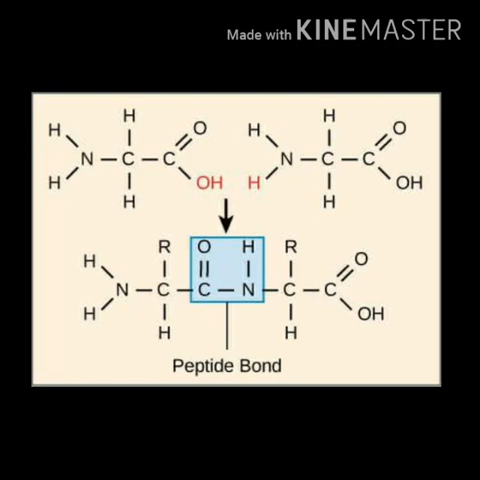 Made with KINEMASTER
H H O H H O
N — C — C N — C — C
H H OH H H OH
H R O H R O
N — C — C — N — C — C
H H H OH
Peptide Bond